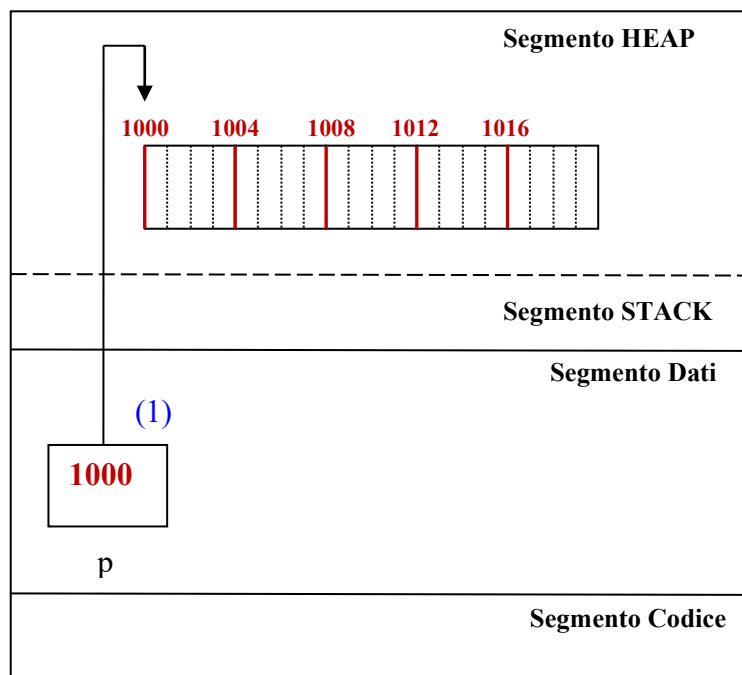 Segmento HEAP
1000 1004 1008 1012 1016
Segmento STACK
Segmento Dati
(1)
1000
p
Segmento Codice